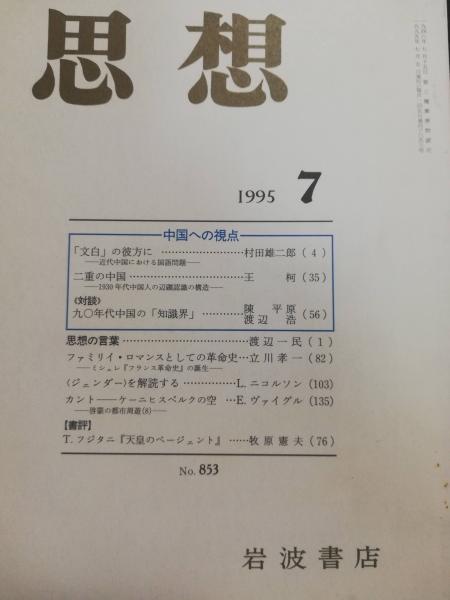 思想
1995 7
中国への視点
「文白」の彼方に……………………村田雄二郎(4)
──近代中国における国語問題──
二重の中国……………………………王 柯(35)
──1930年代中国人の辺疆認識の構造──
《対談》
九〇年代中国の「知識界」…………陳 平原
渡辺 浩(56)
思想の言葉……………………………渡辺一民(1)
ファミリイ・ロマンスとしての革命史…立川孝一(82)
──ミシュレ『フランス革命史』の誕生──
〈ジェンダー〉を解読する……………L. ニコルソン(103)
カント──ケーニヒスベルクの空 …E. ヴァイグル(135)
──啓蒙の都市周遊(8)──
【書評】
T. フジタニ『天皇のページェント』……牧原憲夫(76)
No. 853
岩波書店